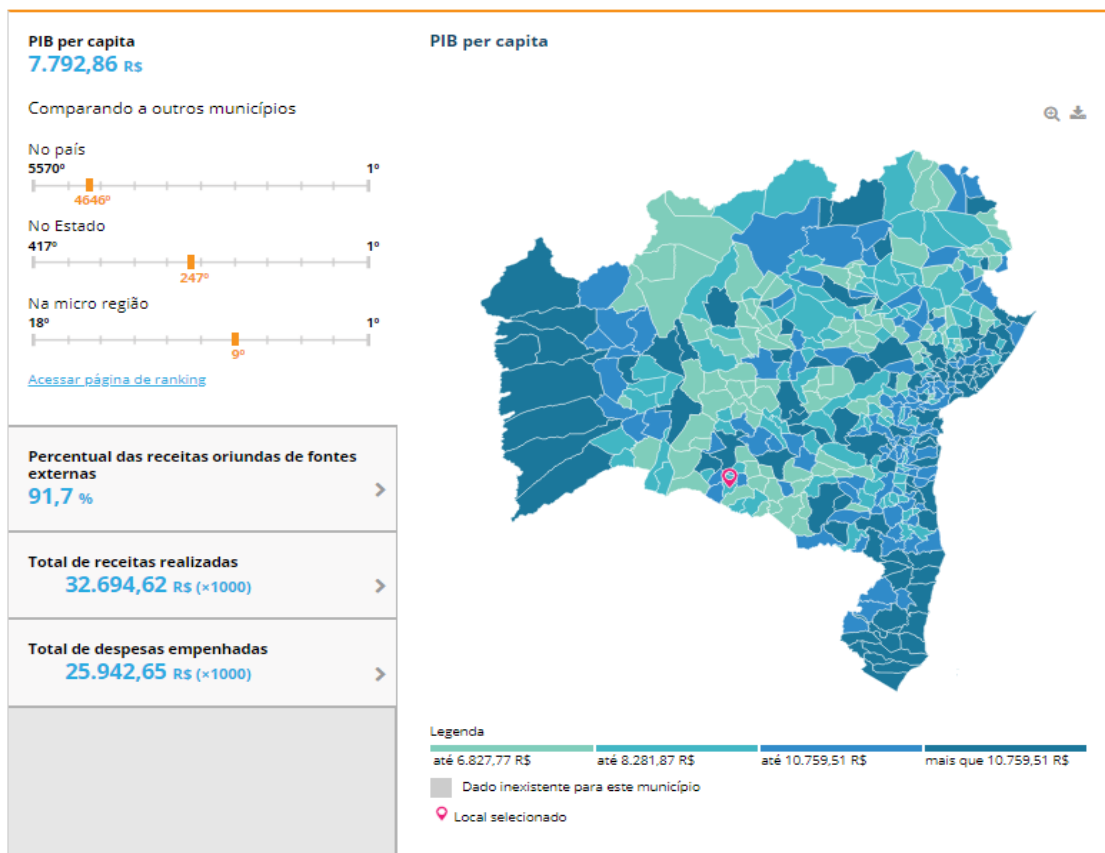 PIB per capita
7.792,86 R$
Comparando a outros municípios
No país
5570º 1º
4646º
No Estado
417º 1º
247º
Na micro região
18º 1º
9º
Acessar página de ranking
Percentual das receitas oriundas de fontes
externas
91,7 %
Total de receitas realizadas
32.694,62 R$ (×1000)
Total de despesas empenhadas
25.942,65 R$ (×1000)
PIB per capita
Legenda
até 6.827,77 R$ até 8.281,87 R$ até 10.759,51 R$ mais que 10.759,51 R$
Dado inexistente para este município
Local selecionado